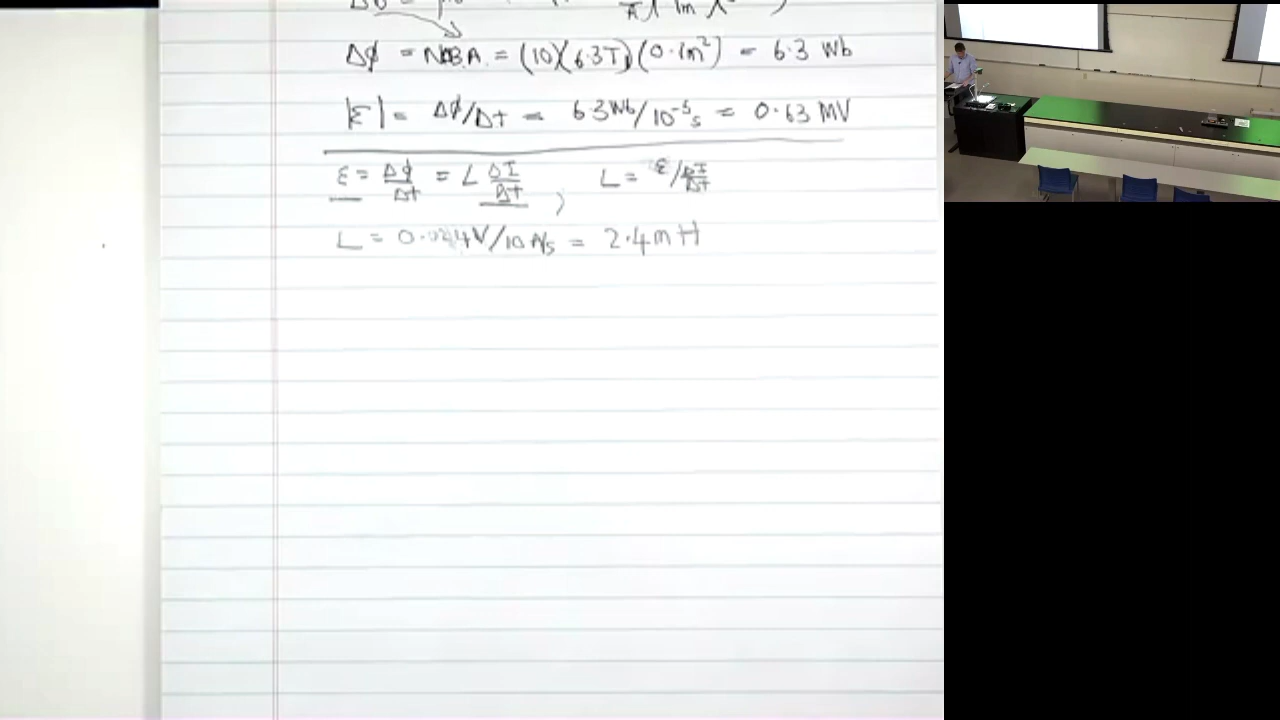 Δϕ = NΔB.A. = (10)(6.3T)(0.1m²) = 6.3 Wb
|ε| = Δϕ/Δt = 6.3Wb/10⁻⁵s = 0.63 MV
ε = Δϕ/Δt = L ΔI/Δt , L = ε/ΔI/Δt
L = 0.024V/10 A/s = 2.4mH